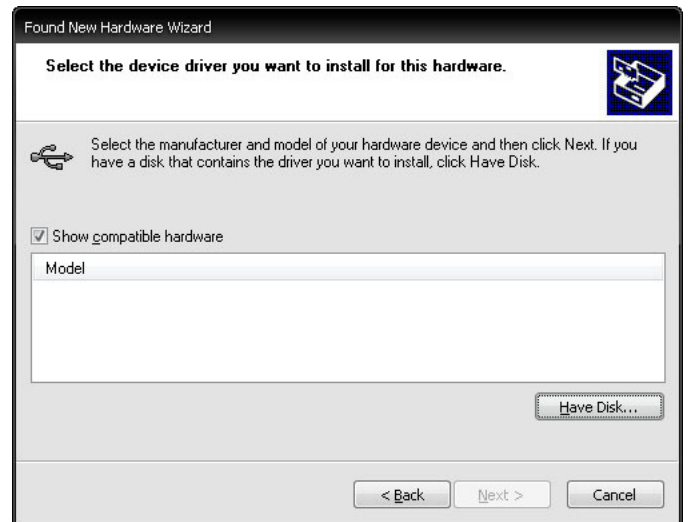 Found New Hardware Wizard
Select the device driver you want to install for this hardware.
Select the manufacturer and model of your hardware device and then click Next. If you
have a disk that contains the driver you want to install, click Have Disk.
Show compatible hardware
Model
Have Disk...
< Back
Next >
Cancel